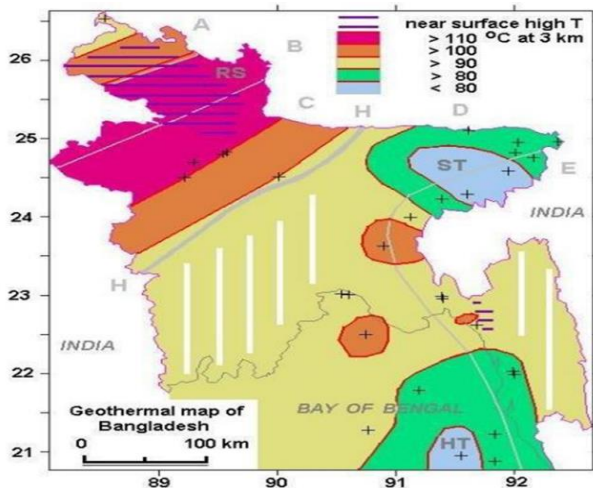 near surface high T
> 110 °C at 3 km
> 100
> 90
> 80
< 80
A
B
RS
C
H
D
ST
E
INDIA
H
INDIA
BAY OF BENGAL
HT
Geothermal map of
Bangladesh
0 100 km
26
25
24
23
22
21
89 90 91 92